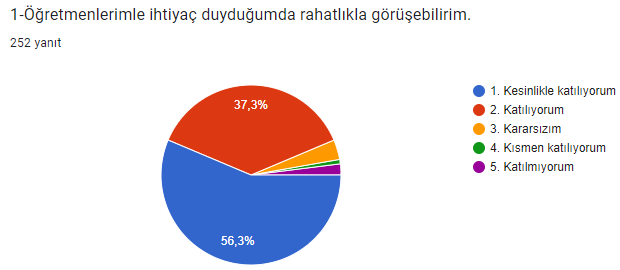 1-Öğretmenlerimle ihtiyaç duyduğumda rahatlıkla görüşebilirim.
252 yanıt
37,3%
56,3%
1. Kesinlikle katılıyorum
2. Katılıyorum
3. Kararsızım
4. Kısmen katılıyorum
5. Katılmıyorum